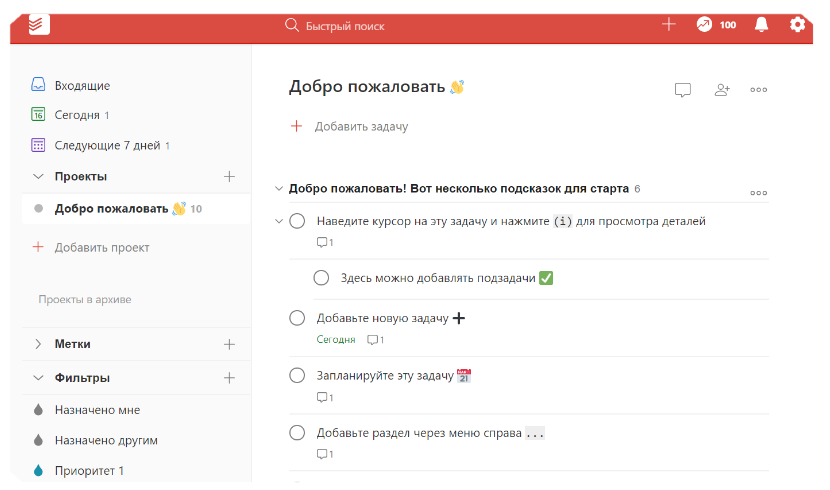 Быстрый поиск
100
Входящие
16
Сегодня 1
Следующие 7 дней 1
Проекты
Добро пожаловать 👋 10
Добавить проект
Проекты в архиве
Метки
Фильтры
Назначено мне
Назначено другим
Приоритет 1
Добро пожаловать 👋
Добавить задачу
Добро пожаловать! Вот несколько подсказок для старта 6
Наведите курсор на эту задачу и нажмите (i) для просмотра деталей
1
Здесь можно добавлять подзадачи ✅
Добавьте новую задачу ➕
Сегодня 1
Запланируйте эту задачу 📅
21
1
Добавьте раздел через меню справа ...
1